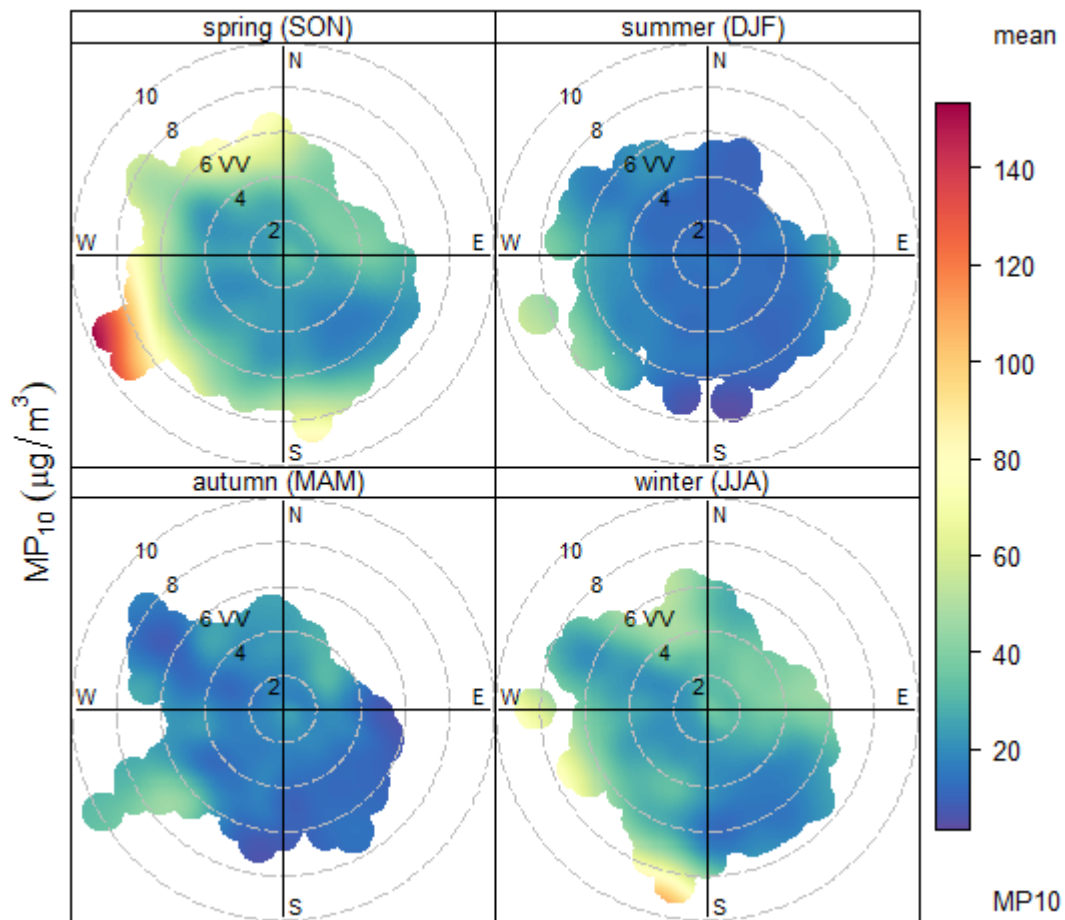 spring (SON)
summer (DJF)
mean
N
10
8
6 VV
4
2
W
E
S
N
10
8
6 VV
4
2
W
E
S
autumn (MAM)
winter (JJA)
N
10
8
6 VV
4
2
W
E
S
N
10
8
6 VV
4
2
W
E
S
MP₁₀ (µg/m³)
140
120
100
80
60
40
20
MP10